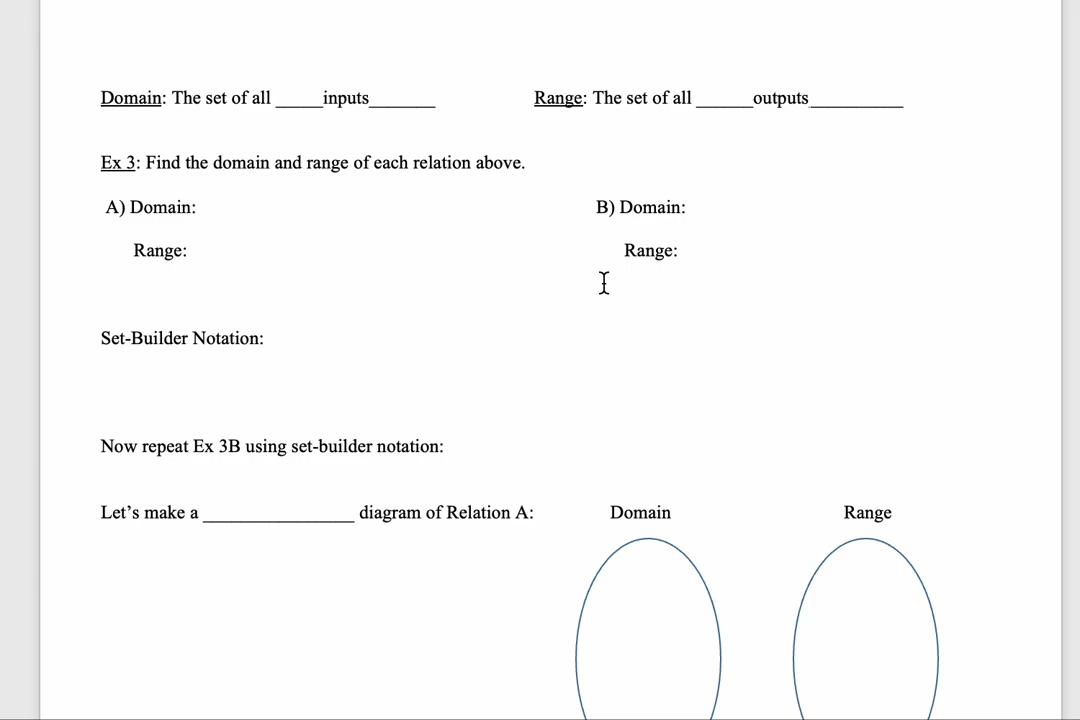 Domain: The set of all _____inputs_______ Range: The set of all ______outputs__________
Ex 3: Find the domain and range of each relation above.
A) Domain: B) Domain:
Range: Range:
Set-Builder Notation:
Now repeat Ex 3B using set-builder notation:
Let’s make a ________________ diagram of Relation A: Domain Range